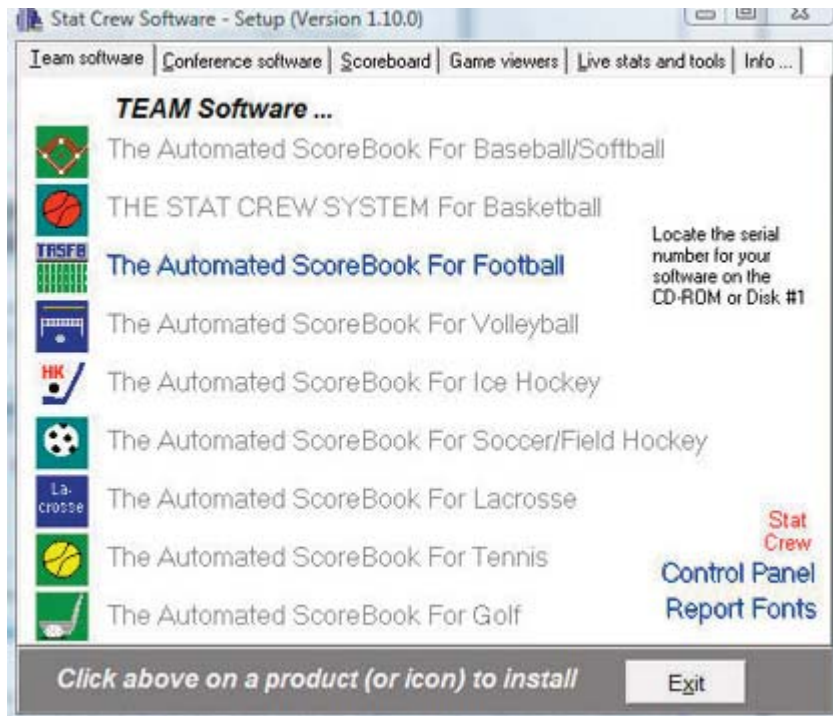 Stat Crew Software - Setup (Version 1.10.0)
Team software
Conference software
Scoreboard
Game viewers
Live stats and tools
Info ...
TEAM Software ...
The Automated ScoreBook For Baseball/Softball
THE STAT CREW SYSTEM For Basketball
TASFB
The Automated ScoreBook For Football
Locate the serial
number for your
software on the
CD-ROM or Disk #1
The Automated ScoreBook For Volleyball
HK
The Automated ScoreBook For Ice Hockey
The Automated ScoreBook For Soccer/Field Hockey
La-
crosse
The Automated ScoreBook For Lacrosse
The Automated ScoreBook For Tennis
The Automated ScoreBook For Golf
Stat
Crew
Control Panel
Report Fonts
Click above on a product (or icon) to install
Exit